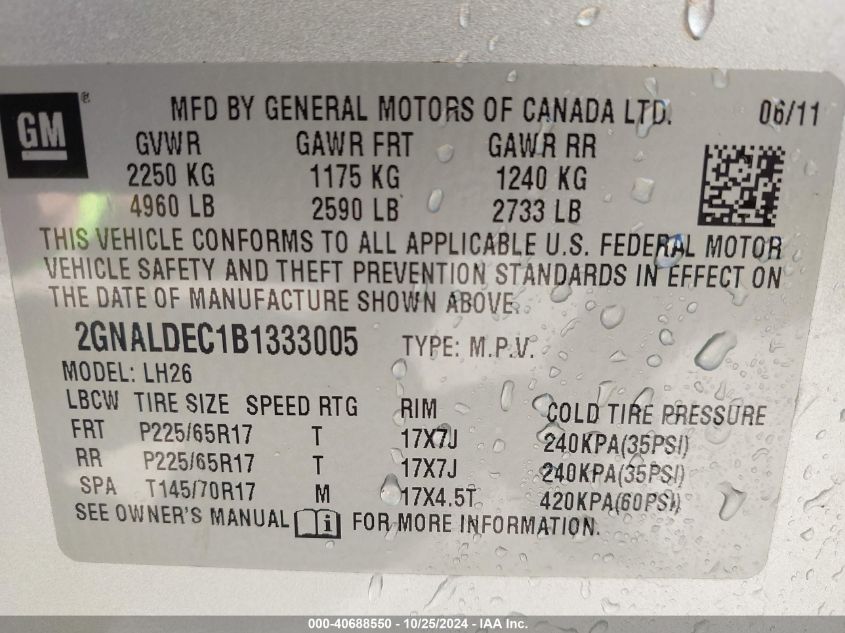 GM ® MFD BY GENERAL MOTORS OF CANADA LTD. 06/11
GVWR GAWR FRT GAWR RR
2250 KG 1175 KG 1240 KG
4960 LB 2590 LB 2733 LB
THIS VEHICLE CONFORMS TO ALL APPLICABLE U.S. FEDERAL MOTOR
VEHICLE SAFETY AND THEFT PREVENTION STANDARDS IN EFFECT ON
THE DATE OF MANUFACTURE SHOWN ABOVE.
2GNALDEC1B1333005 TYPE: M.P.V.
MODEL: LH26
LBCW TIRE SIZE SPEED RTG RIM COLD TIRE PRESSURE
FRT P225/65R17 T 17X7J 240KPA(35PSI)
RR P225/65R17 T 17X7J 240KPA(35PSI)
SPA T145/70R17 M 17X4.5T 420KPA(60PSI)
SEE OWNER'S MANUAL i FOR MORE INFORMATION.
000-40688550 - 10/25/2024 - IAA Inc.